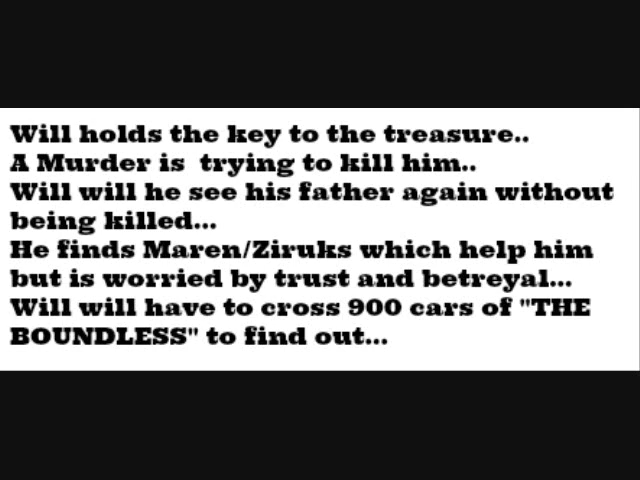 Will holds the key to the treasure..
A Murder is  trying to kill him..
Will will he see his father again without
being killed...
He finds Maren/Ziruks which help him
but is worried by trust and betreyal...
Will will have to cross 900 cars of "THE
BOUNDLESS" to find out...